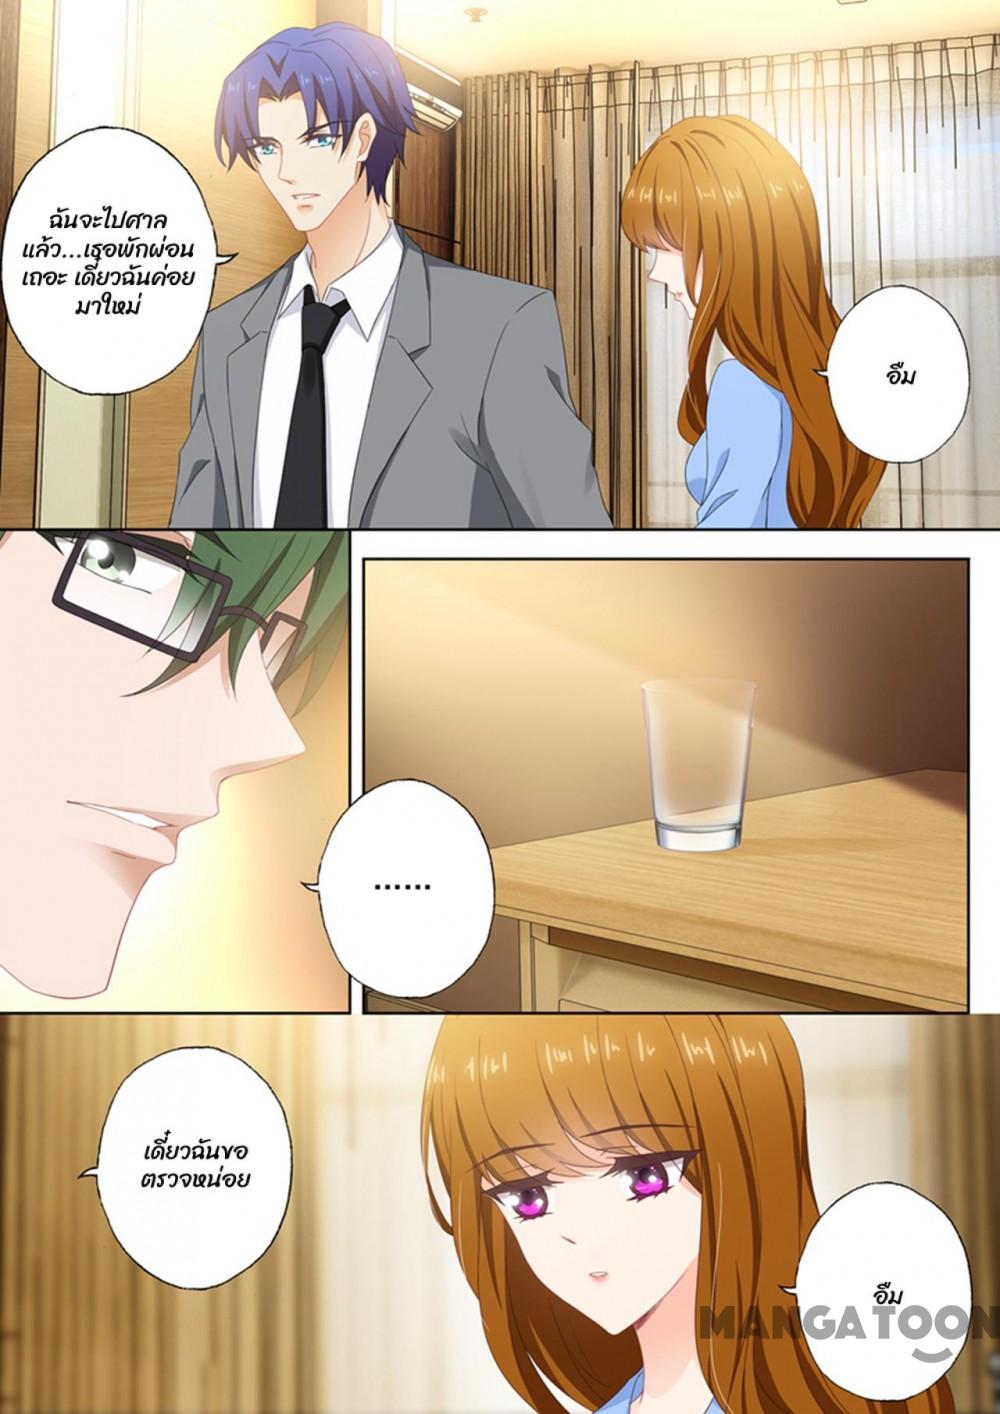 ฉันจะไปศาล
แล้ว...เธอพักผ่อน
เถอะ เดี๋ยวฉันค่อย
มาใหม่
อืม
......
เดี๋ยวฉันขอ
ตรวจหน่อย
อืม
MANGATOON